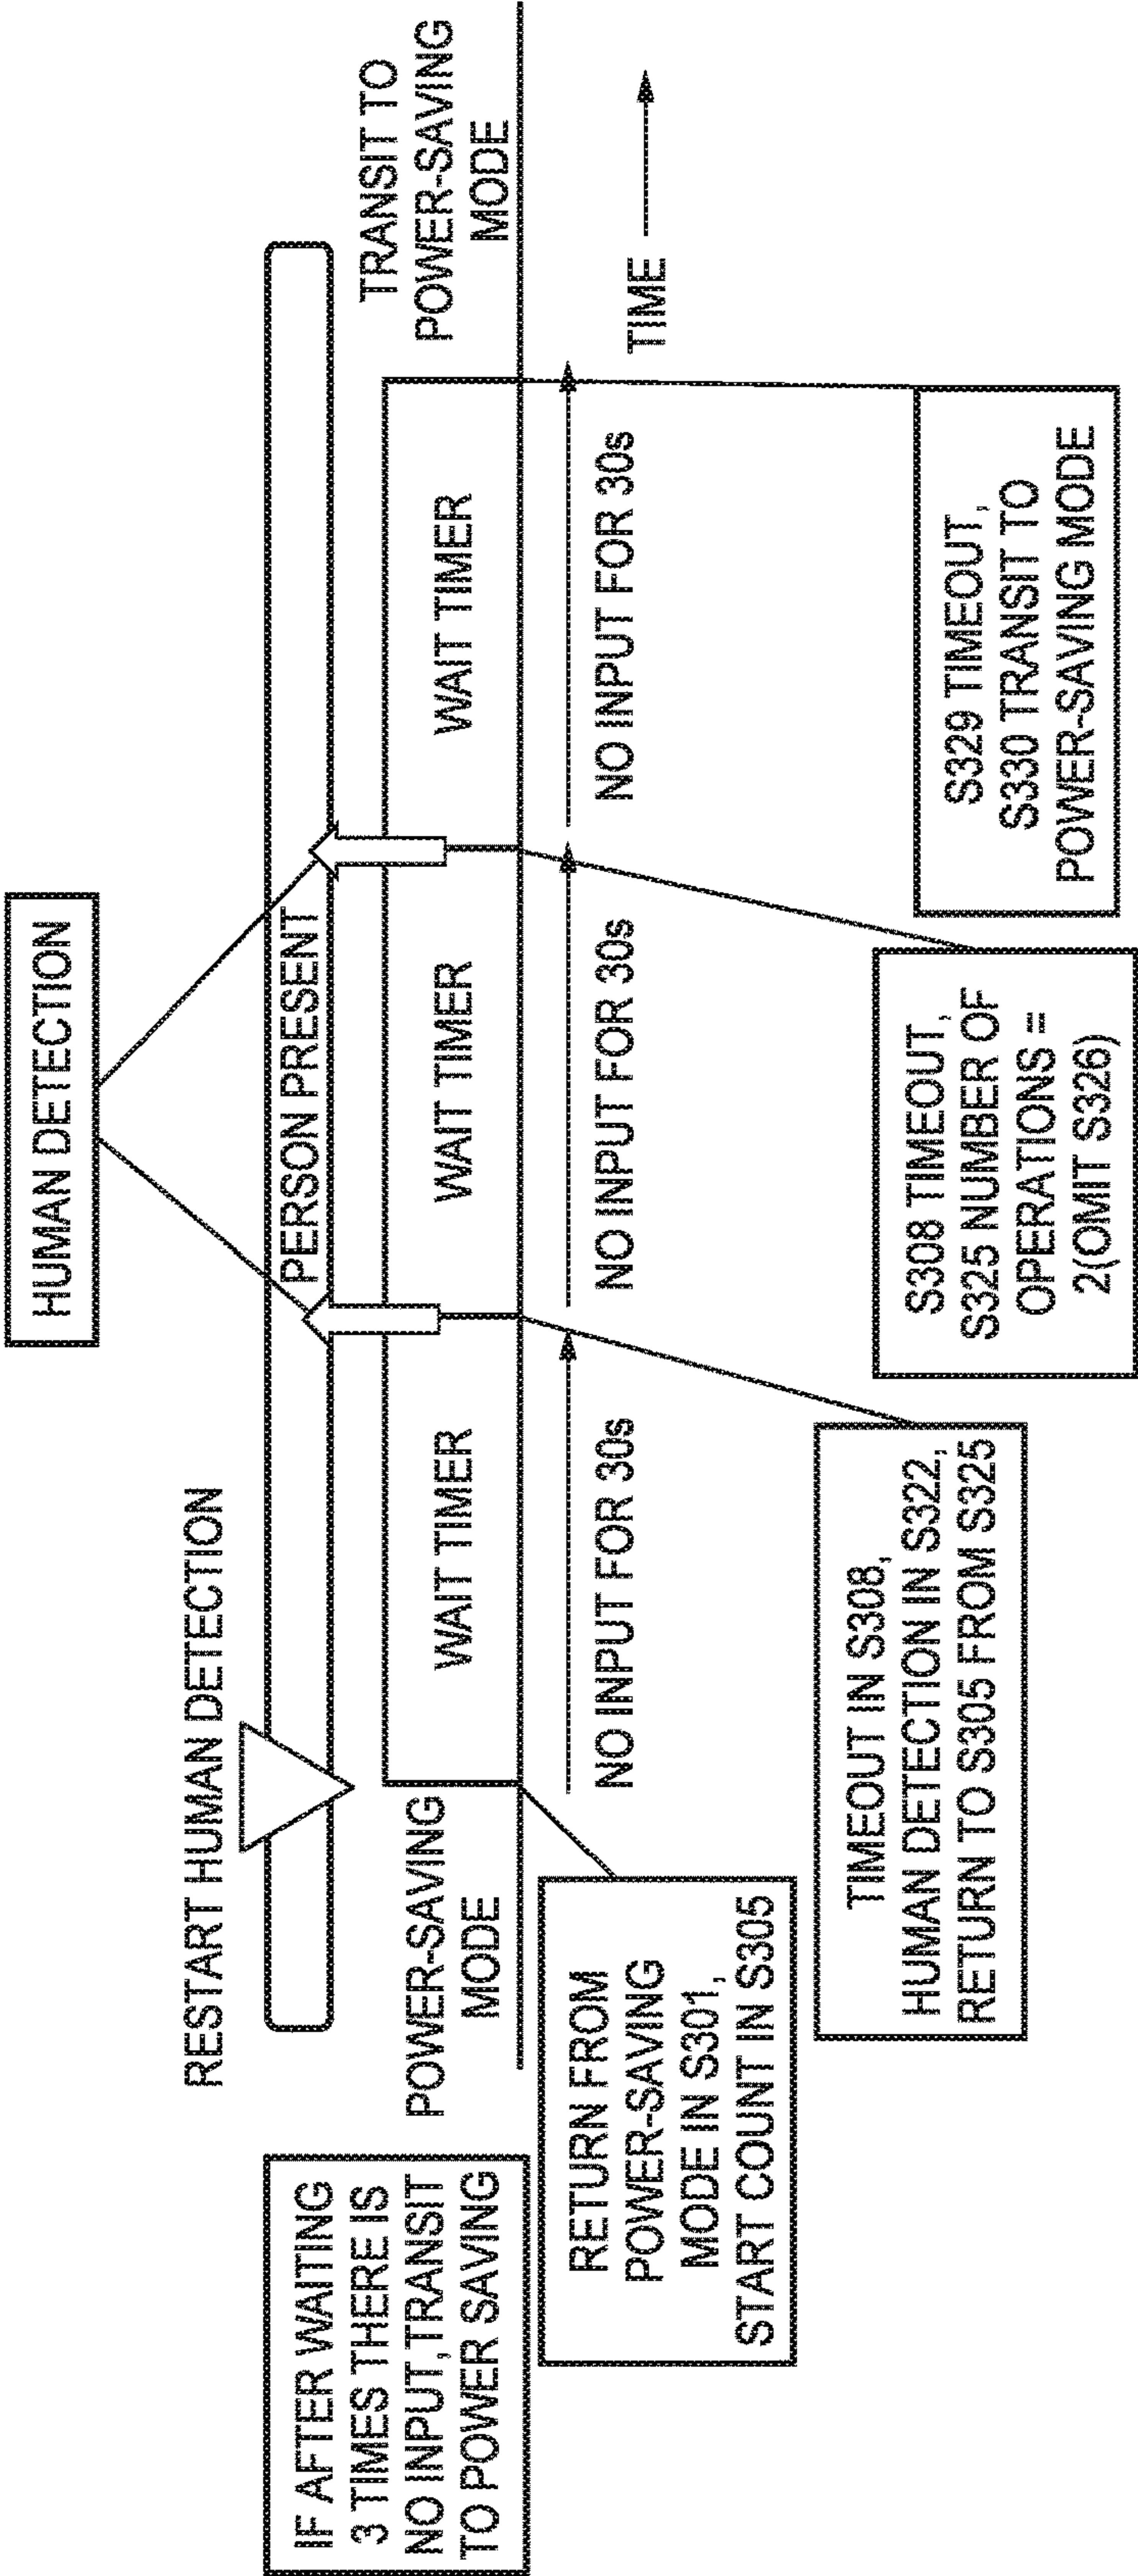 HUMAN DETECTION
RESTART HUMAN DETECTION
IF AFTER WAITING
3 TIMES THERE IS
NO INPUT, TRANSIT
TO POWER SAVING
PERSON PRESENT
POWER-SAVING
MODE
WAIT TIMER
WAIT TIMER
WAIT TIMER
TRANSIT TO
POWER-SAVING
MODE
NO INPUT FOR 30s
NO INPUT FOR 30s
NO INPUT FOR 30s
TIME
RETURN FROM
POWER-SAVING
MODE IN S301,
START COUNT IN S305
TIMEOUT IN S308,
HUMAN DETECTION IN S322,
RETURN TO S305 FROM S325
S308 TIMEOUT,
S325 NUMBER OF
OPERATIONS =
2(OMIT S326)
S329 TIMEOUT,
S330 TRANSIT TO
POWER-SAVING MODE